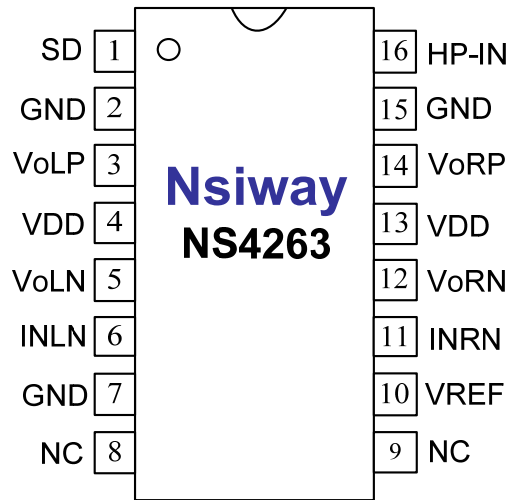 SD 1 16 HP-IN
GND 2 15 GND
VoLP 3 14 VoRP
Nsiway
VDD 4 13 VDD
NS4263
VoLN 5 12 VoRN
INLN 6 11 INRN
GND 7 10 VREF
NC 8 9 NC